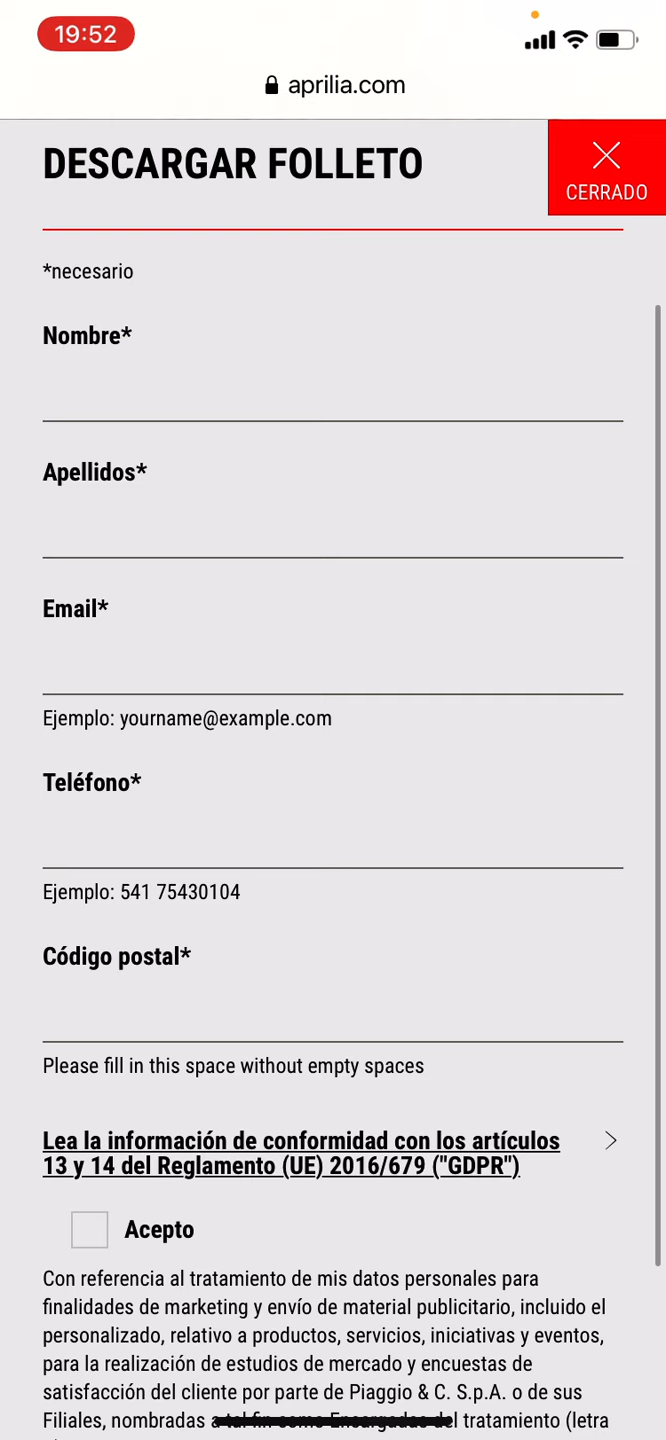 19:52
aprilia.com
DESCARGAR FOLLETO
CERRADO
*necesario
Nombre*
Apellidos*
Email*
Ejemplo: yourname@example.com
Teléfono*
Ejemplo: 541 75430104
Código postal*
Please fill in this space without empty spaces
Lea la información de conformidad con los artículos
13 y 14 del Reglamento (UE) 2016/679 ("GDPR")
Acepto
Con referencia al tratamiento de mis datos personales para
finalidades de marketing y envío de material publicitario, incluido el
personalizado, relativo a productos, servicios, iniciativas y eventos,
para la realización de estudios de mercado y encuestas de
satisfacción del cliente por parte de Piaggio & C. S.p.A. o de sus
Filiales, nombradas a tal fin como Encargadas del tratamiento (letra